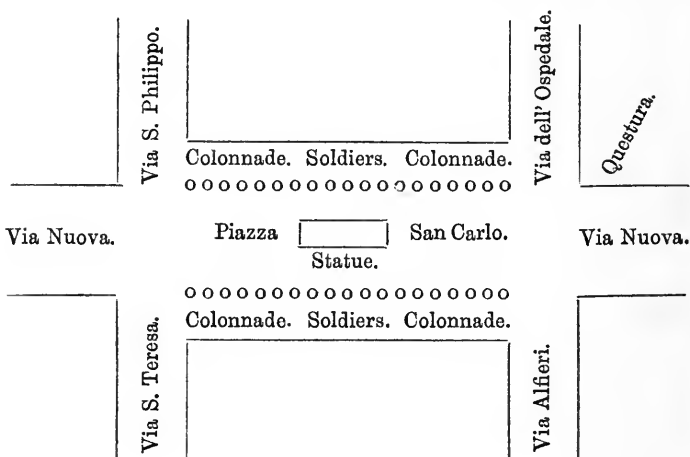 Via S. Philippo.
Via dell' Ospedale.
Questura.
Colonnade. Soldiers. Colonnade.
Via Nuova.
Piazza
San Carlo.
Via Nuova.
Statue.
Colonnade. Soldiers. Colonnade.
Via S. Teresa.
Via Alfieri.